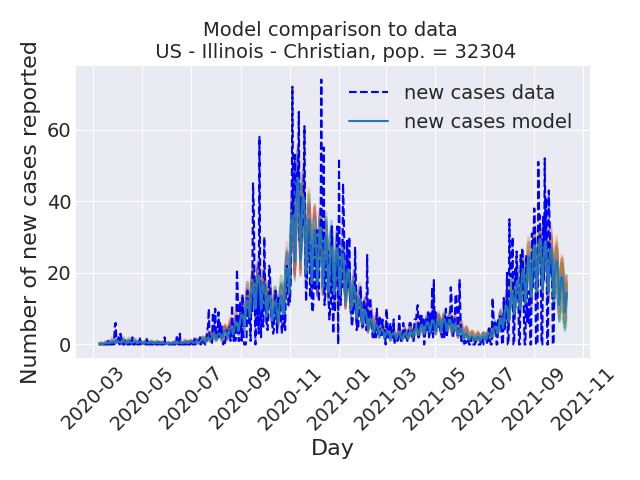 Model comparison to data
US - Illinois - Christian, pop. = 32304
new cases data
new cases model
Number of new cases reported
60
40
20
0
2020-03
2020-05
2020-07
2020-09
2020-11
2021-01
2021-03
2021-05
2021-07
2021-09
2021-11
Day